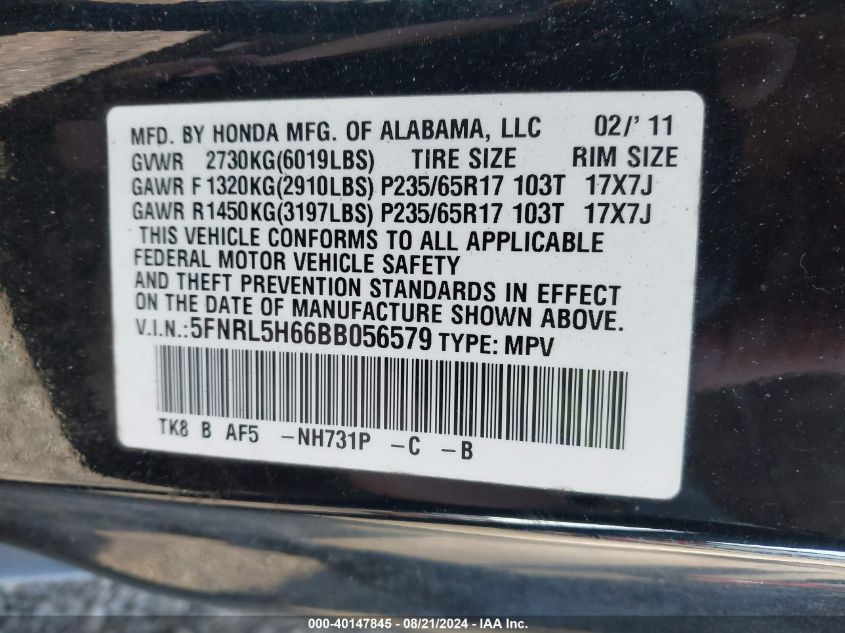 MFD. BY HONDA MFG. OF ALABAMA, LLC 02/'11
GVWR 2730KG(6019LBS) TIRE SIZE RIM SIZE
GAWR F 1320KG(2910LBS) P235/65R17 103T 17X7J
GAWR R 1450KG(3197LBS) P235/65R17 103T 17X7J
THIS VEHICLE CONFORMS TO ALL APPLICABLE
FEDERAL MOTOR VEHICLE SAFETY
AND THEFT PREVENTION STANDARDS IN EFFECT
ON THE DATE OF MANUFACTURE SHOWN ABOVE.
V.I.N.:5FNRL5H66BB056579 TYPE: MPV
TK8 B AF5 -NH731P -C -B
000-40147845 - 08/21/2024 - IAA Inc.